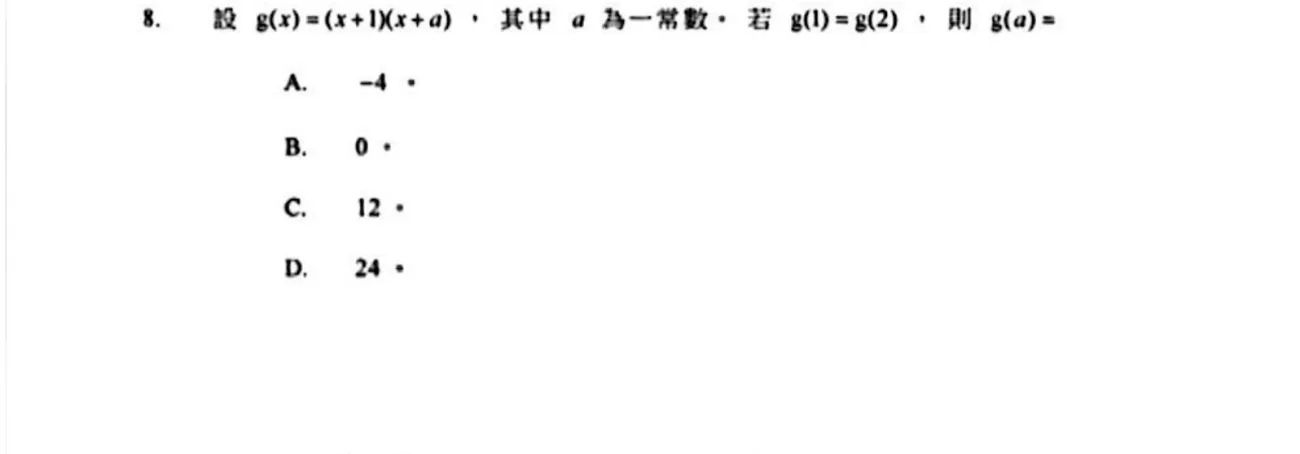 8. 設 g(x) = (x+1)(x+a) ， 其中 a 為一常數。 若 g(1) = g(2) ， 則 g(a) =
A. −4 。
B. 0 。
C. 12 。
D. 24 。